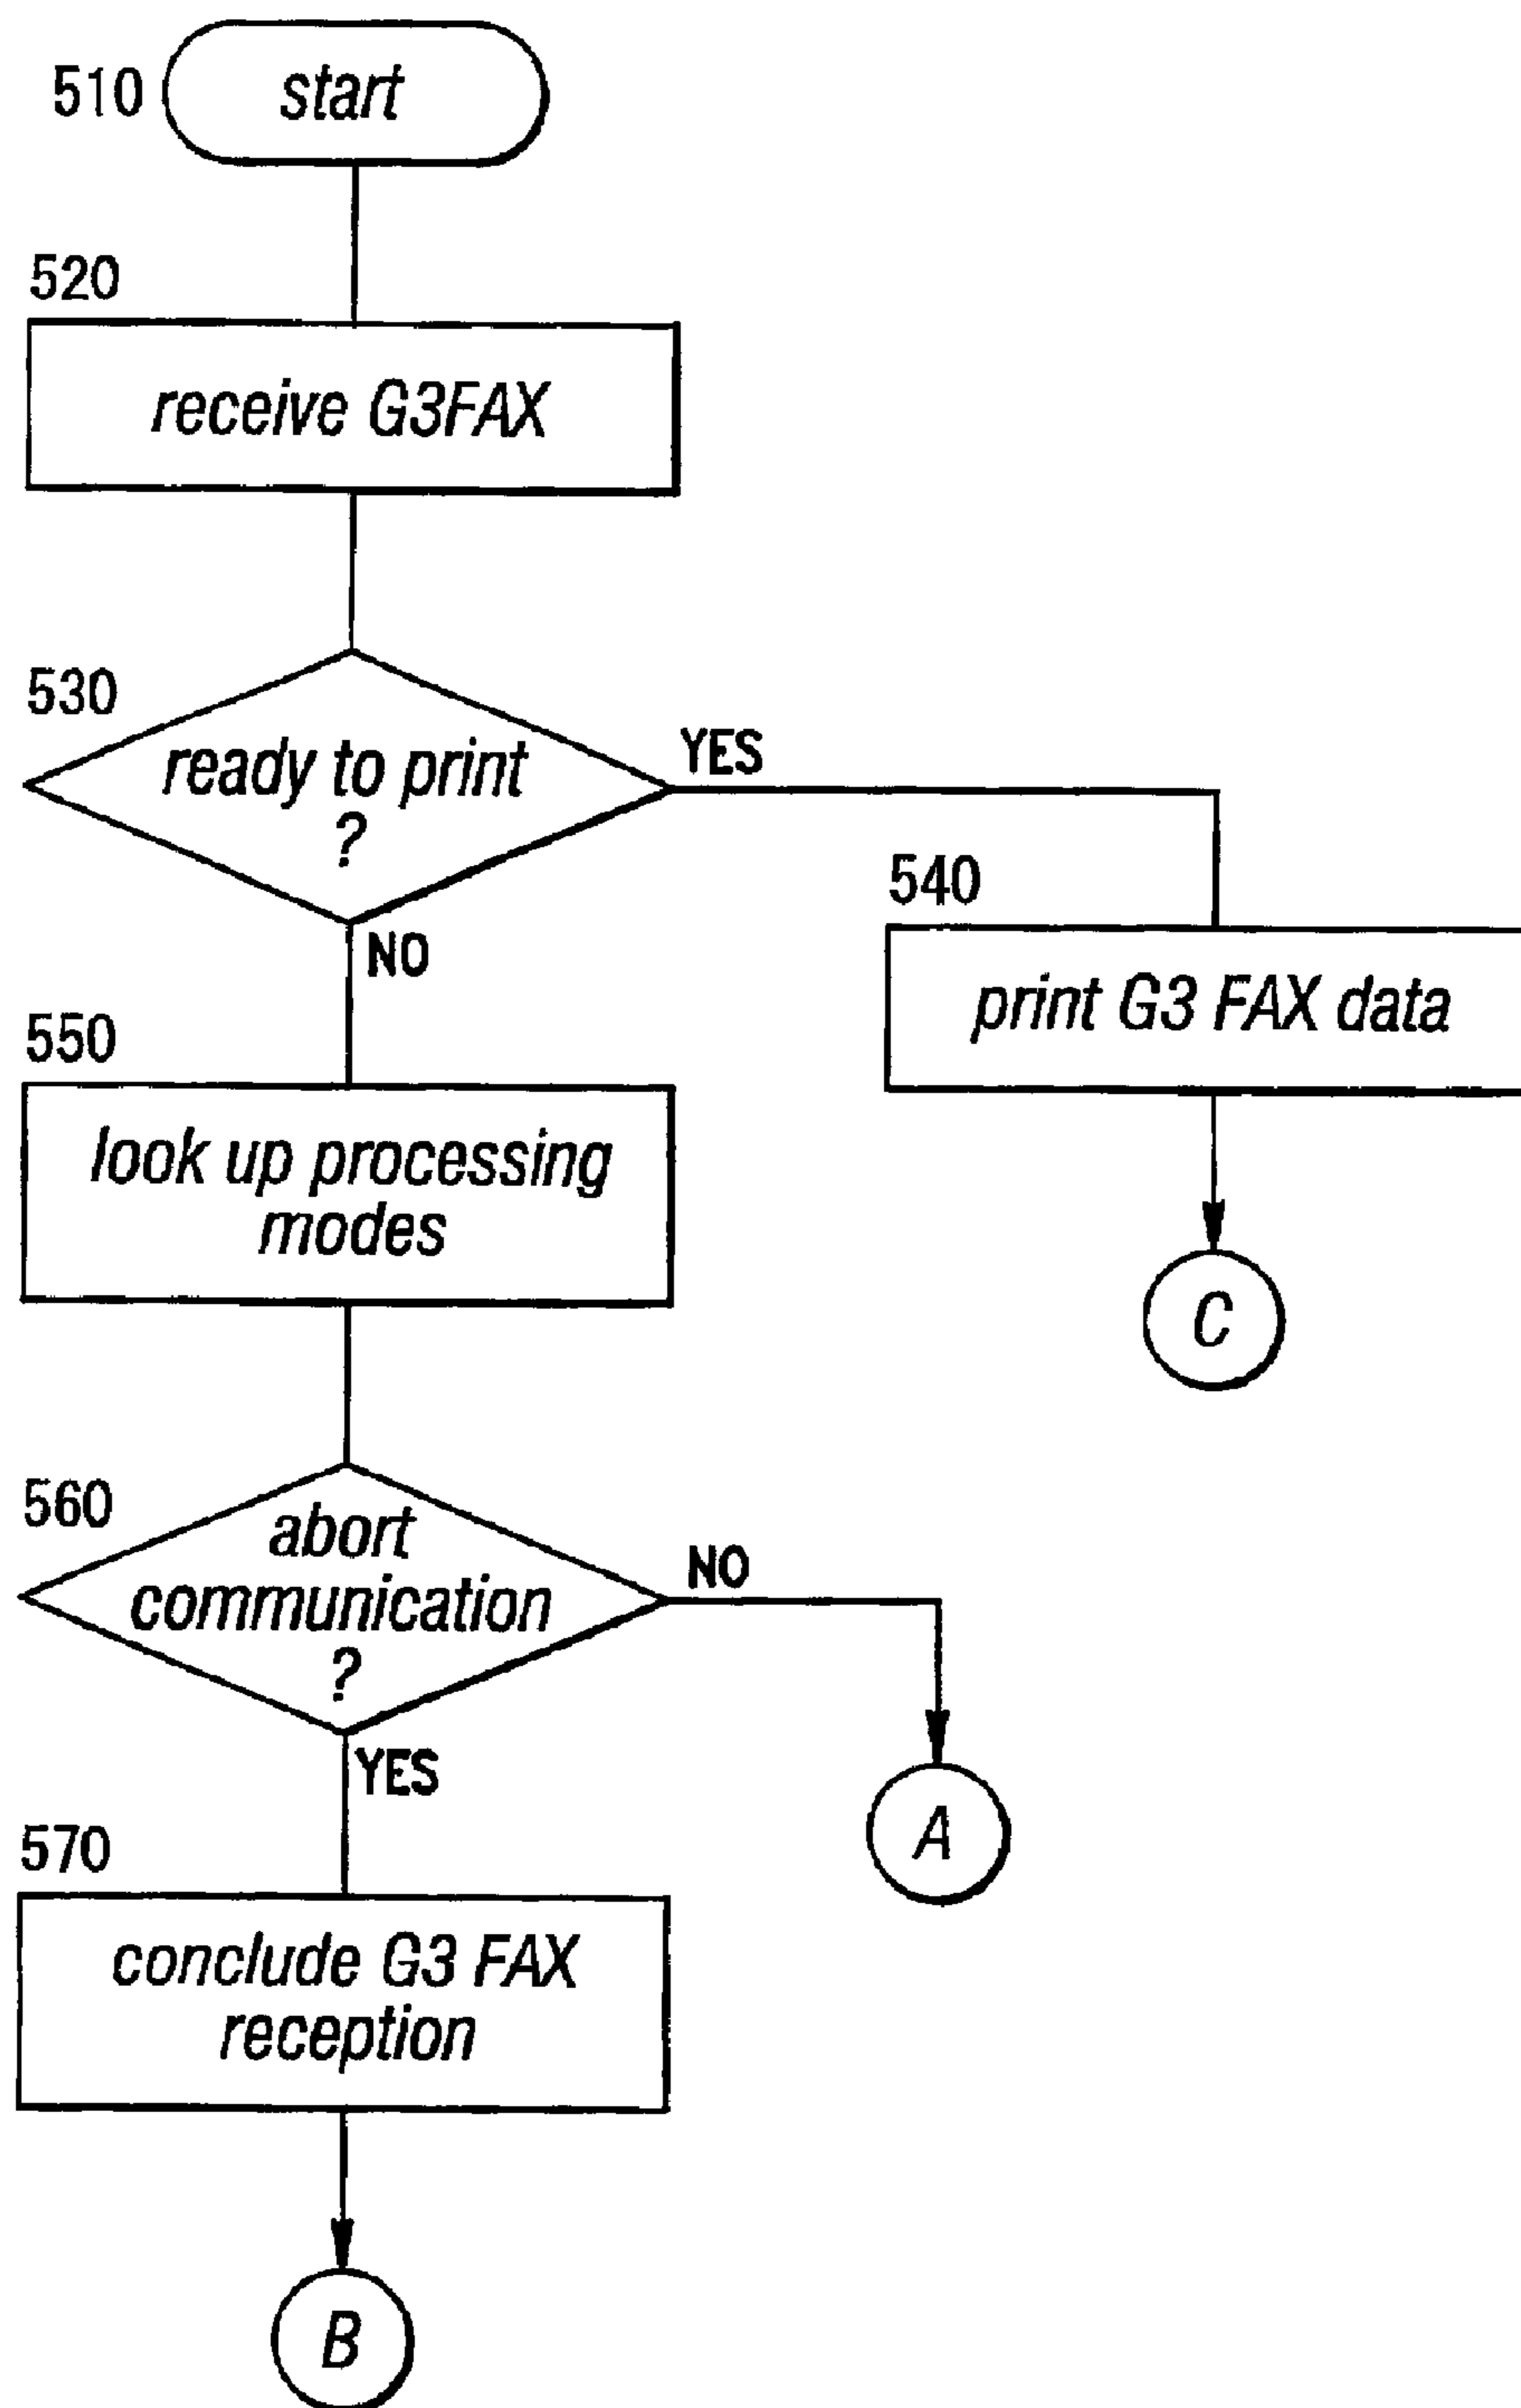 510
start
520
receive G3FAX
530
ready to print
?
YES
NO
540
print G3 FAX data
C
550
look up processing
modes
560
abort
communication
?
NO
A
YES
570
conclude G3 FAX
reception
B